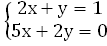 2x + y = 1
5x + 2y = 0